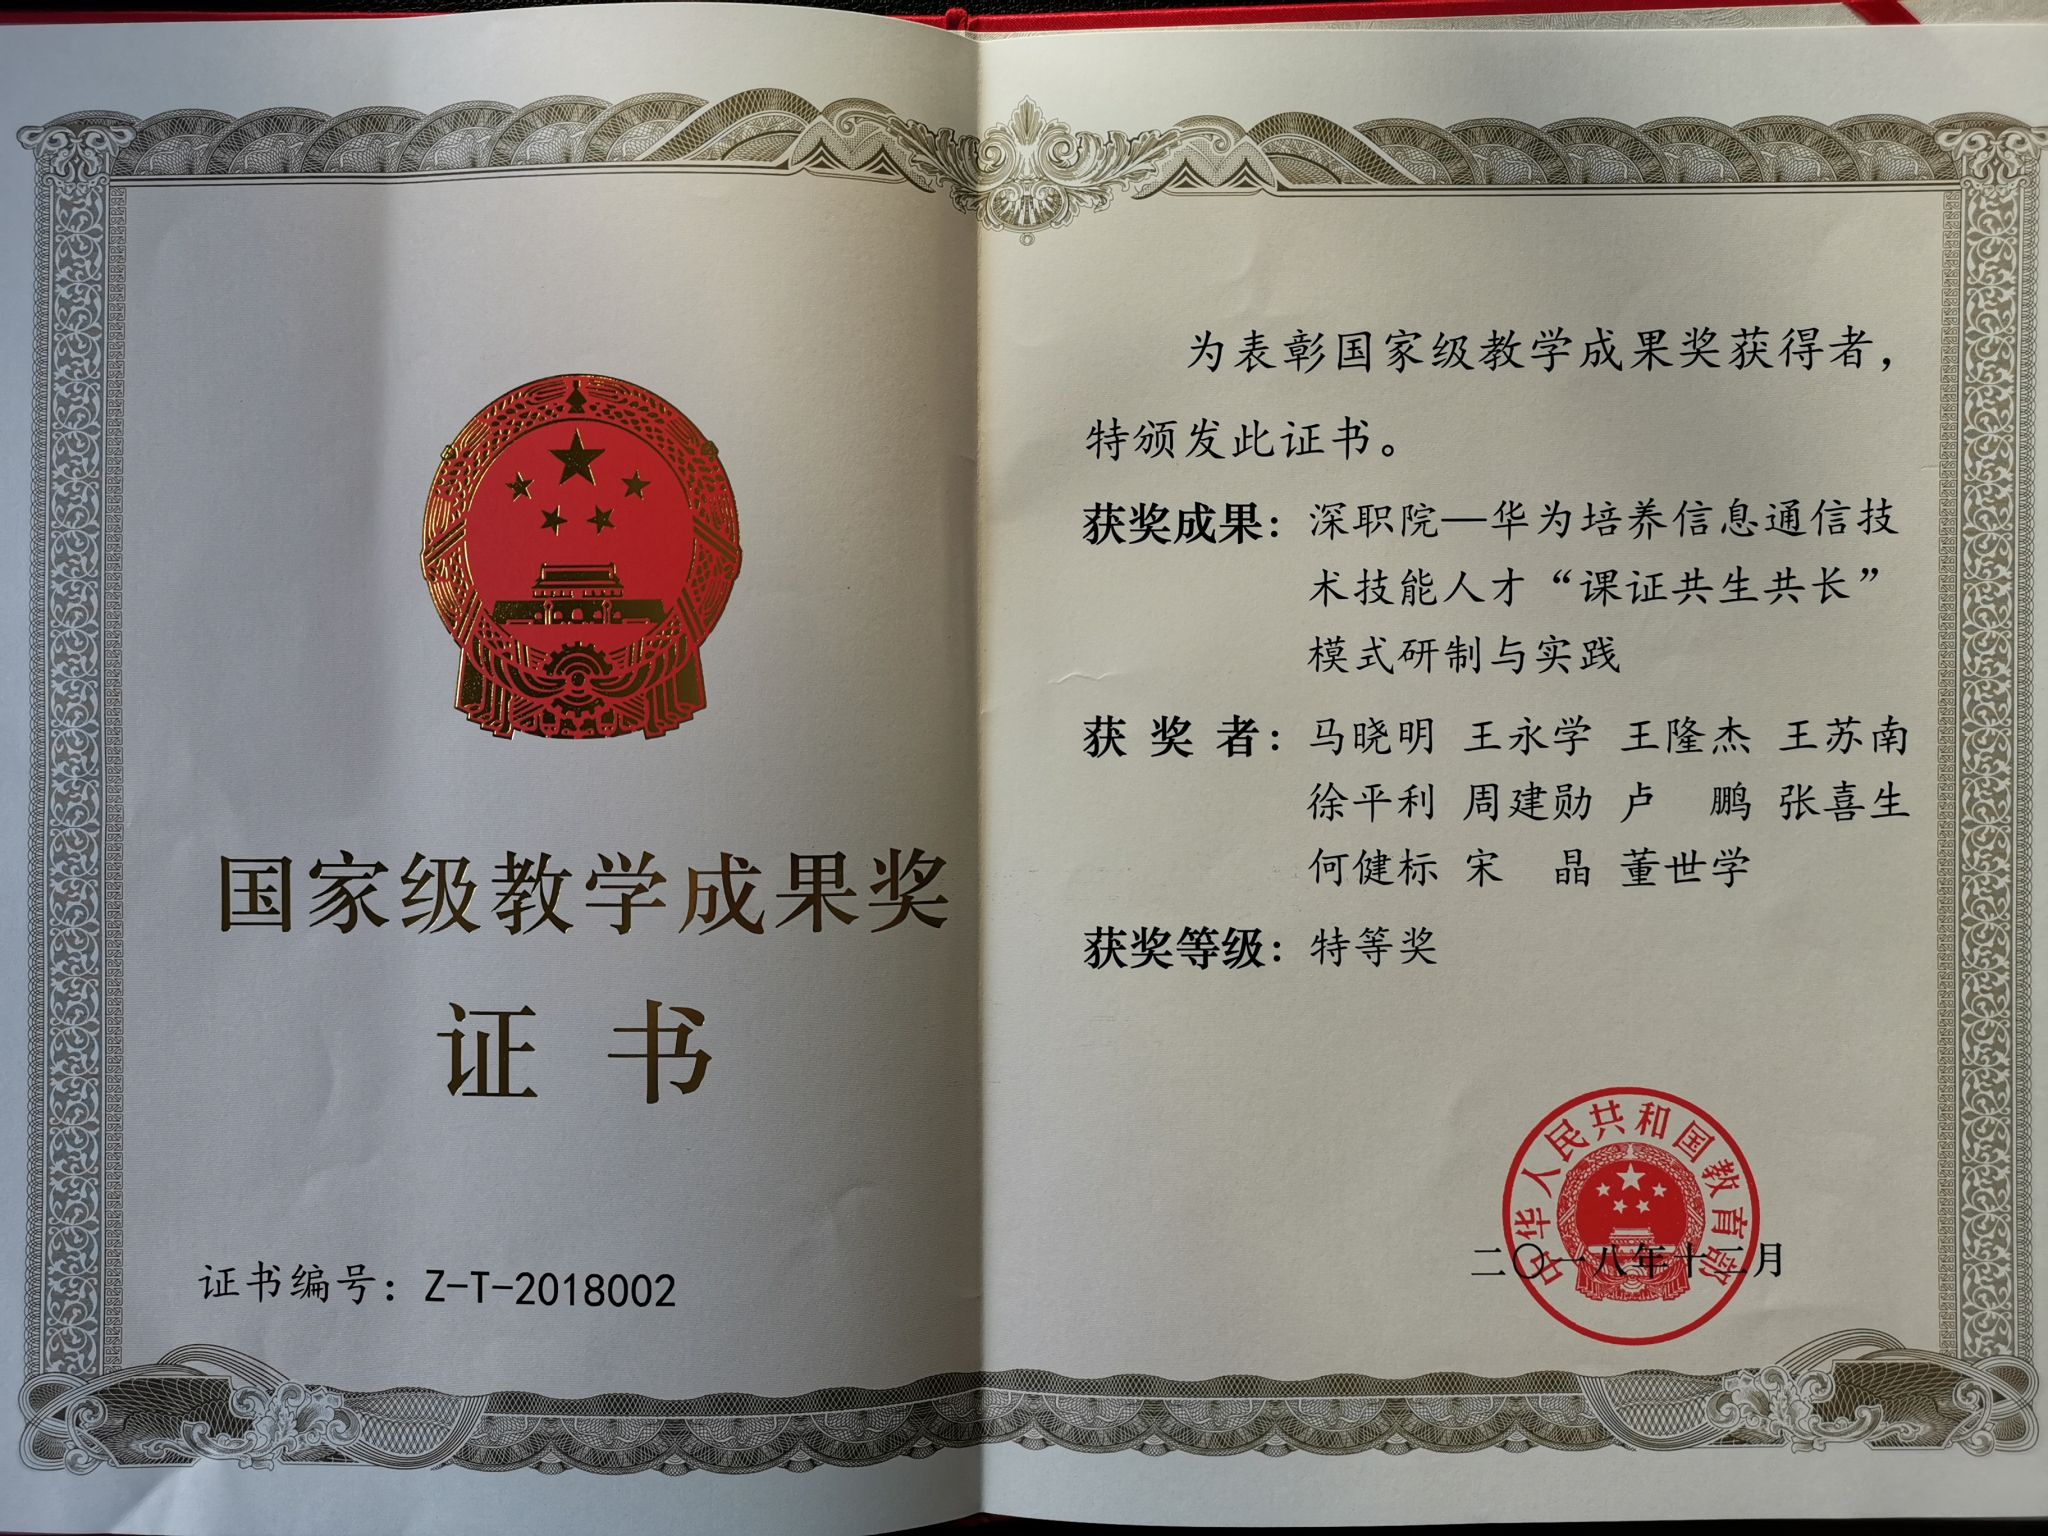 国家级教学成果奖
证 书
证书编号：Z-T-2018002
为表彰国家级教学成果奖获得者，
特颁发此证书。
获奖成果：深职院—华为培养信息通信技
术技能人才“课证共生共长”
模式研制与实践
获 奖 者：马晓明 王永学 王隆杰 王苏南
徐平利 周建勋 卢 鹏 张喜生
何健标 宋 晶 董世学
获奖等级：特等奖
中华人民共和国教育部
二〇一八年十二月